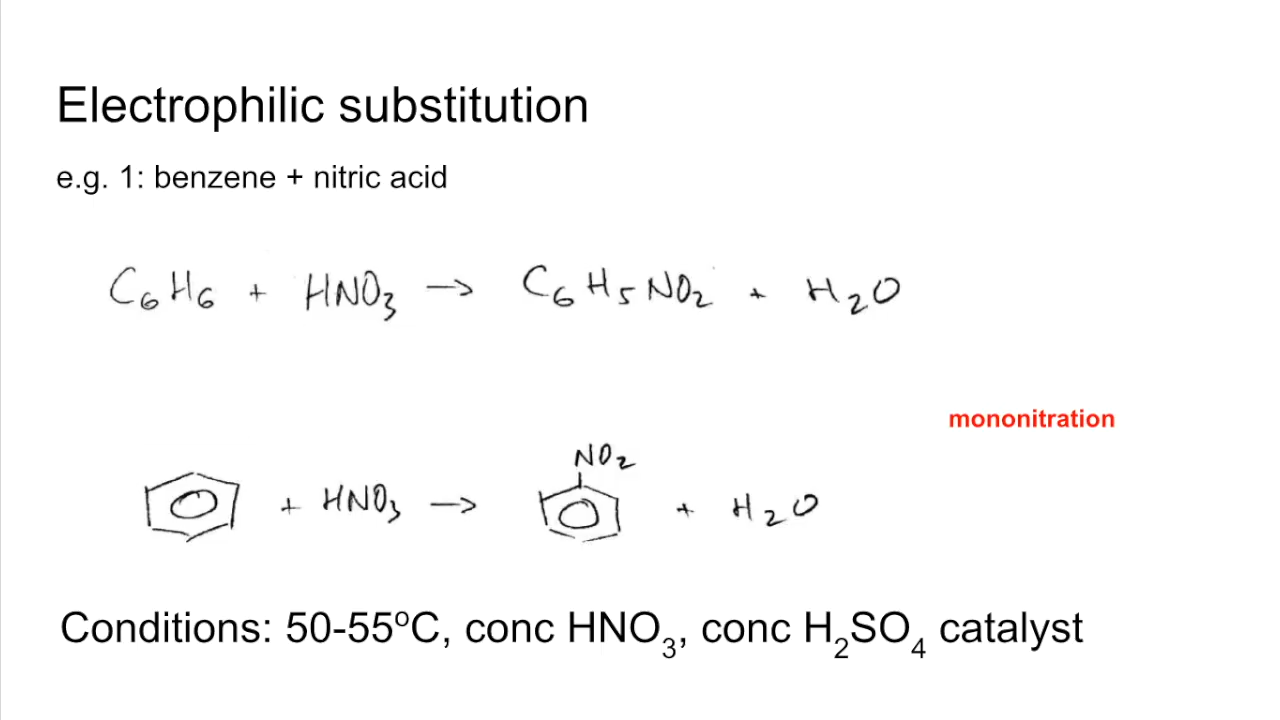 Electrophilic substitution
e.g. 1: benzene + nitric acid
C₆H₆ + HNO₃ → C₆H₅NO₂ + H₂O
mononitration
NO₂
+ HNO₃ → + H₂O
Conditions: 50-55ºC, conc HNO₃, conc H₂SO₄ catalyst